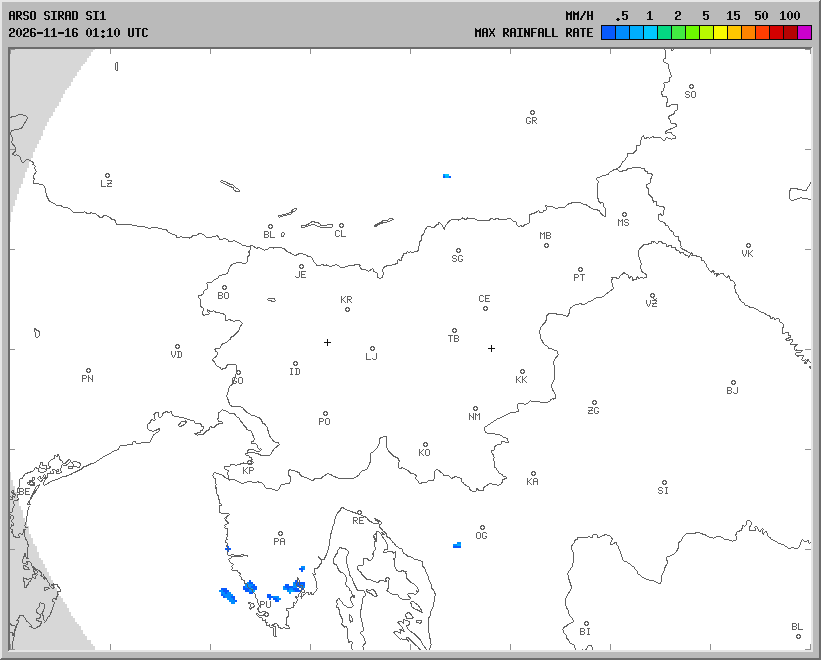 ARSO SIRAD SI1
MM/H .5 1 2 5 15 50 100
2026-11-16 01:10 UTC
MAX RAINFALL RATE
SO
GR
LZ
MS
BL
CL
MB
VK
SG
JE
PT
BO
KR
CE
VZ
TB
VD
LJ
ID
PN
GO
KK
BJ
ZG
NM
PO
KO
KP
KA
BE
SI
RE
OG
PA
PU
BI
BL